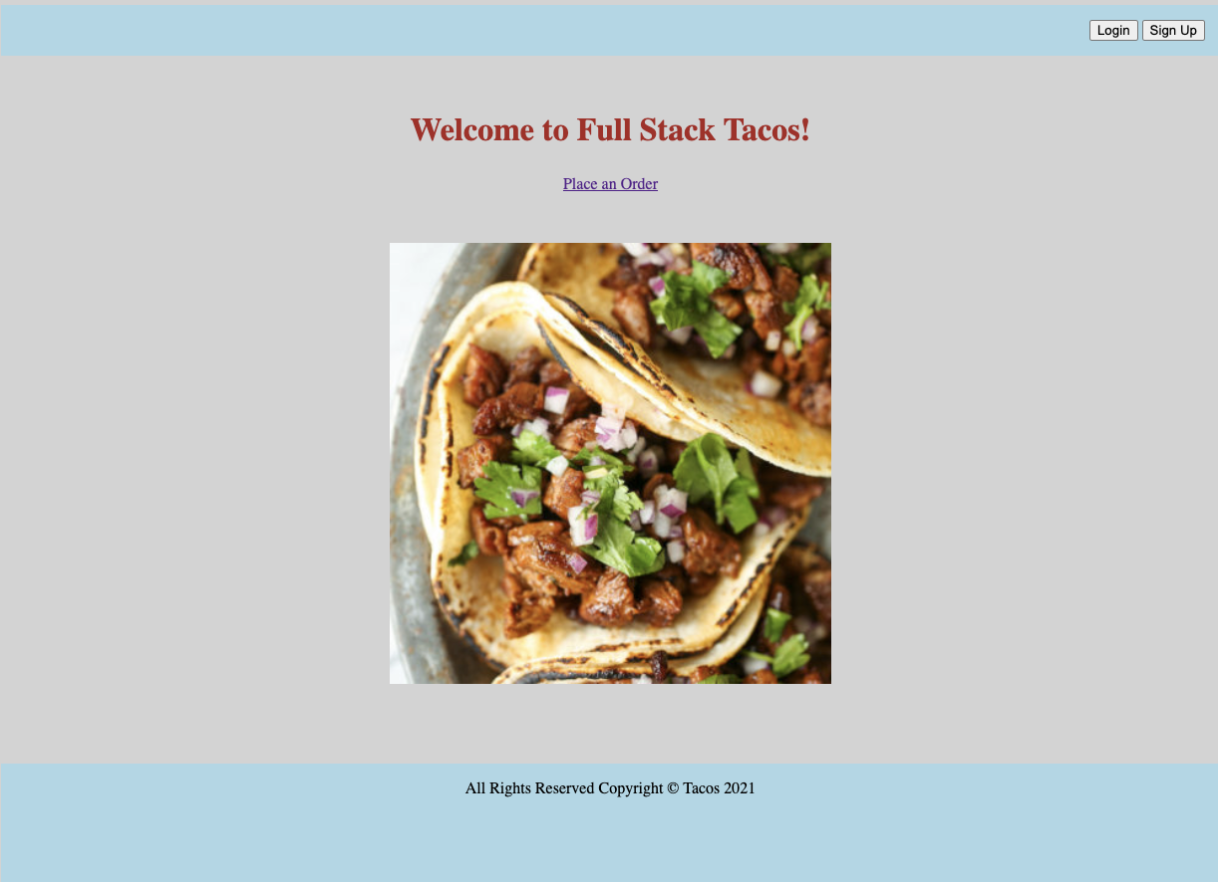 Login Sign Up
Welcome to Full Stack Tacos!
Place an Order
All Rights Reserved Copyright © Tacos 2021